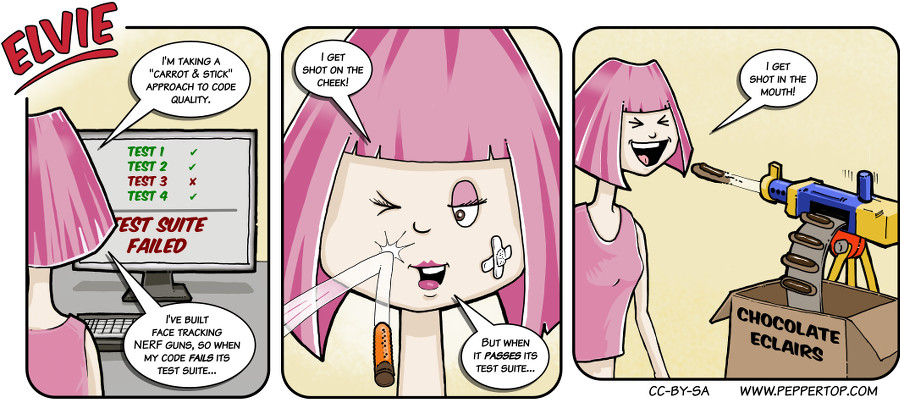 ELVIE
I'M TAKING A
"CARROT & STICK"
APPROACH TO CODE
QUALITY.
TEST 1 ✓
TEST 2 ✓
TEST 3 ✗
TEST 4 ✓
TEST SUITE
FAILED
I'VE BUILT
FACE TRACKING
NERF GUNS, SO WHEN
MY CODE FAILS ITS
TEST SUITE...
I GET
SHOT ON THE
CHEEK!
BUT WHEN
IT PASSES ITS
TEST SUITE...
I GET
SHOT IN THE
MOUTH!
CHOCOLATE
ECLAIRS
CC-BY-SA WWW.PEPPERTOP.COM